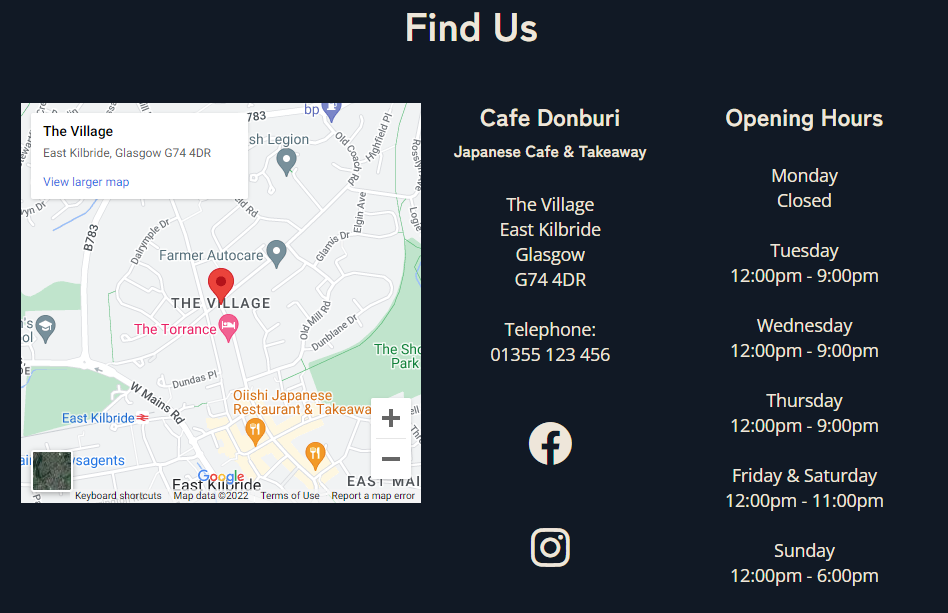 Find Us
The Village
East Kilbride, Glasgow G74 4DR
View larger map
bp
783
sh Legion
Old Coach Rd
Highfield Pl
Elgin Ave
Dalrymple Dr
B783
Glamis Dr
Farmer Autocare
THE VILLAGE
The Torrance
Old Mill Rd
Dunblane Dr
The Sho
Park
Dundas Pl
W Mains Rd
Oiishi Japanese
Restaurant & Takeawa
East Kilbride
ysagents
Google
East Kilbride
EAST MAI
Keyboard shortcuts
Map data ©2022
Terms of Use
Report a map error
Cafe Donburi
Japanese Cafe & Takeaway
The Village
East Kilbride
Glasgow
G74 4DR
Telephone:
01355 123 456
Opening Hours
Monday
Closed
Tuesday
12:00pm - 9:00pm
Wednesday
12:00pm - 9:00pm
Thursday
12:00pm - 9:00pm
Friday & Saturday
12:00pm - 11:00pm
Sunday
12:00pm - 6:00pm